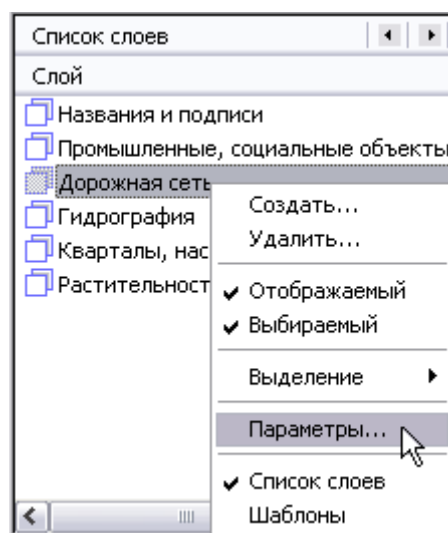 Список слоев
Слой
Названия и подписи
Промышленные, социальные объекты
Дорожная сеть
Гидрография
Кварталы, нас
Растительност
Создать...
Удалить...
Отображаемый
Выбираемый
Выделение
Параметры...
Список слоев
Шаблоны